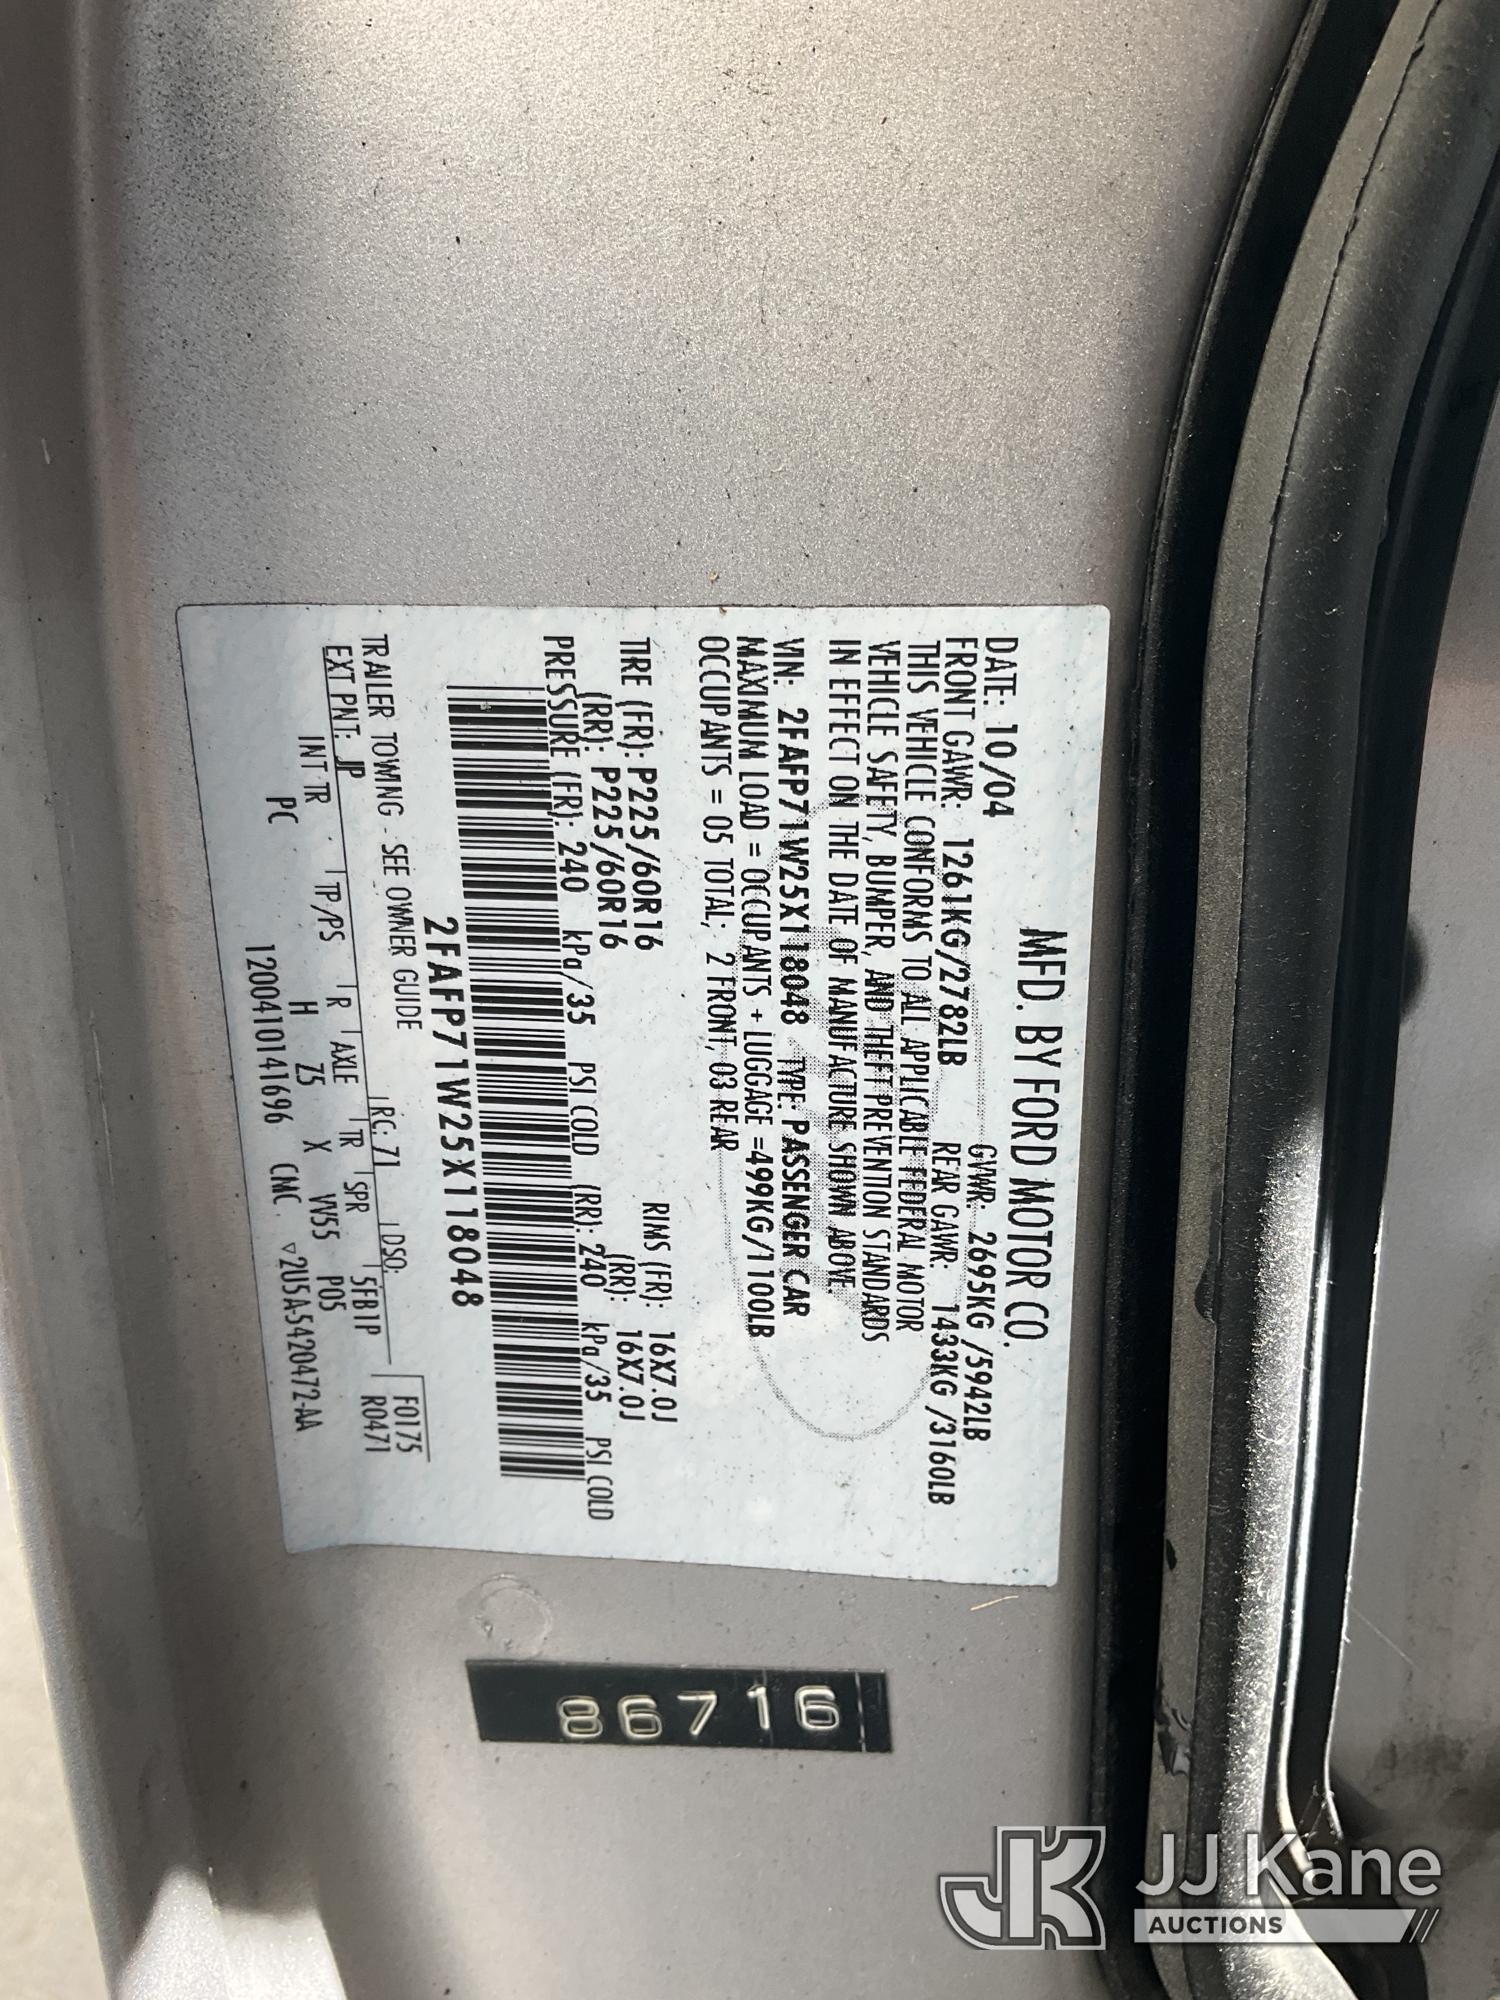 MFD. BY FORD MOTOR CO.
DATE: 10/04 GVWR: 2695KG /5942LB
FRONT GAWR: 1261KG/2782LB REAR GAWR: 1433KG /3160LB
THIS VEHICLE CONFORMS TO ALL APPLICABLE FEDERAL MOTOR
VEHICLE SAFETY, BUMPER, AND THEFT PREVENTION STANDARDS
IN EFFECT ON THE DATE OF MANUFACTURE SHOWN ABOVE.
VIN: 2FAFP71W25X118048 TYPE: PASSENGER CAR
MAXIMUM LOAD = OCCUPANTS + LUGGAGE =499KG/1100LB
OCCUPANTS = 05 TOTAL; 2 FRONT, 03 REAR
TIRE (FR): P225/60R16 RIMS (FR): 16X7.0J
(RR): P225/60R16 (RR): 16X7.0J
PRESSURE (FR): 240 kPa/35 PSI COLD (RR): 240 kPa/35 PSI COLD
2FAFP71W25X118048
F0175
TRAILER TOWING - SEE OWNER GUIDE RC: 71 DSO: R0471
EXT PNT: JP 5FB1P
INT TR TP/PS R AXLE TR SPR
PC H Z5 X VV55 P05
12004101141696 CMC ▽2U5A-5420472-AA
86716
JK
JJ Kane
AUCTIONS